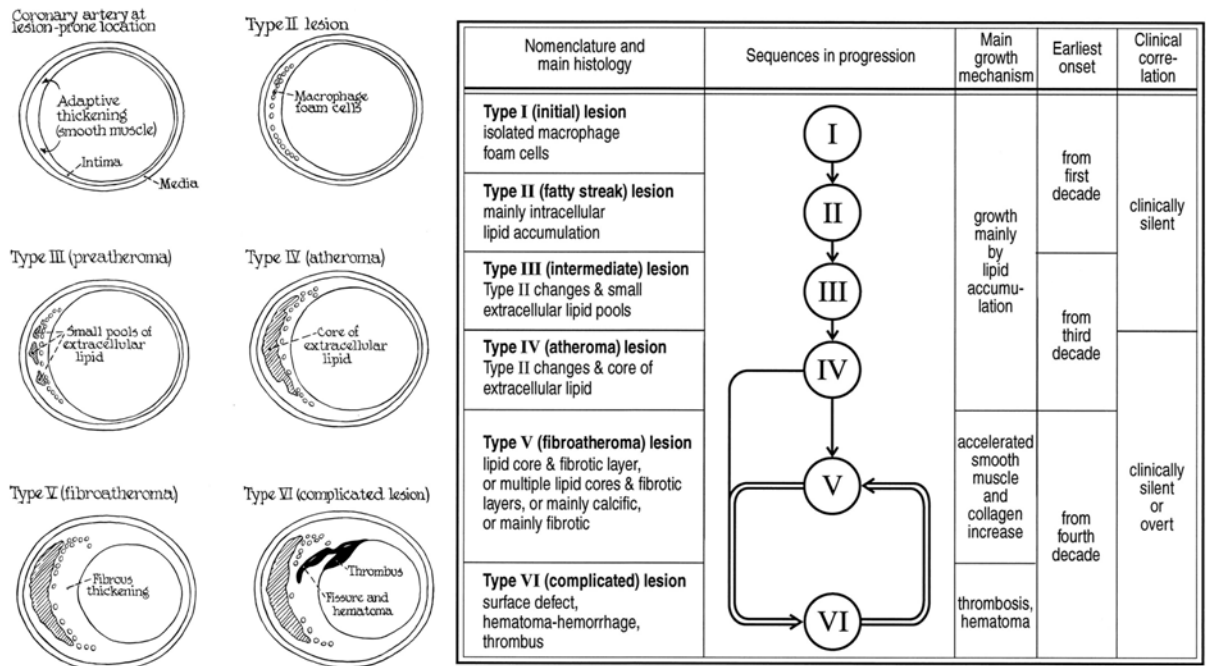 Coronary artery at
lesion-prone location
Adaptive
thickening
(smooth muscle)
Intima
Media
Type II lesion
Macrophage
foam cells
Type III (preatheroma)
Small pools of
extracellular
lipid
Type IV (atheroma)
Core of
extracellular
lipid
Type V (fibroatheroma)
Fibrous
thickening
Type VI (complicated lesion)
Thrombus
Fissure and
hematoma
Nomenclature and
main histology
Sequences in progression
Main
growth
mechanism
Earliest
onset
Clinical
corre-
lation
Type I (initial) lesion
isolated macrophage
foam cells
Type II (fatty streak) lesion
mainly intracellular
lipid accumulation
Type III (intermediate) lesion
Type II changes & small
extracellular lipid pools
Type IV (atheroma) lesion
Type II changes & core of
extracellular lipid
Type V (fibroatheroma) lesion
lipid core & fibrotic layer,
or multiple lipid cores & fibrotic
layers, or mainly calcific,
or mainly fibrotic
Type VI (complicated) lesion
surface defect,
hematoma-hemorrhage,
thrombus
I
II
III
IV
V
VI
growth
mainly
by
lipid
accumu-
lation
accelerated
smooth
muscle
and
collagen
increase
thrombosis,
hematoma
from
first
decade
from
third
decade
from
fourth
decade
clinically
silent
clinically
silent
or
overt